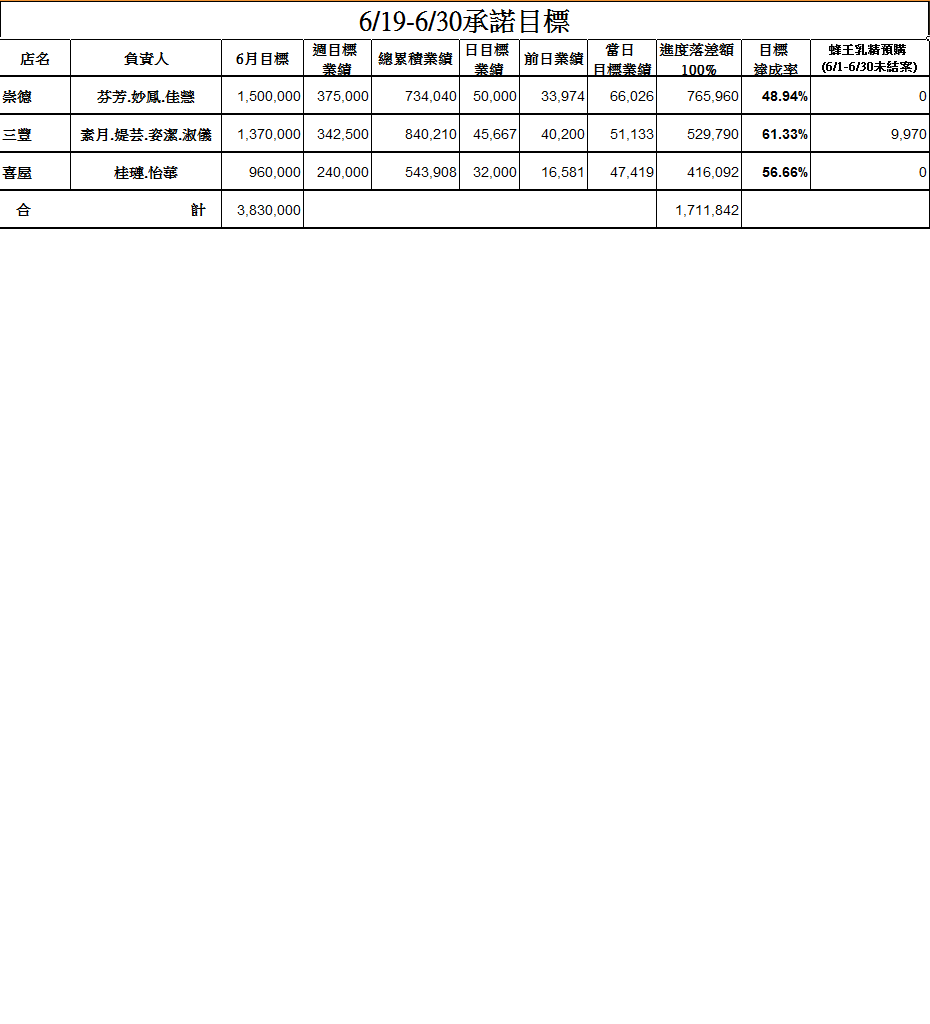 6/19-6/30承諾目標
店名 負責人 6月目標 週目標業績 總累積業績 日目標業績 前日業績 當日目標業績 進度落差額100% 目標達成率 蜂王乳精預購(6/1-6/30未結案)
崇德 芬芳.妙鳳.佳慧 1,500,000 375,000 734,040 50,000 33,974 66,026 765,960 48.94% 0
三豐 素月.媞芸.姿潔.淑儀 1,370,000 342,500 840,210 45,667 40,200 51,133 529,790 61.33% 9,970
喜屋 桂璉.怡華 960,000 240,000 543,908 32,000 16,581 47,419 416,092 56.66% 0
合 計 3,830,000 1,711,842